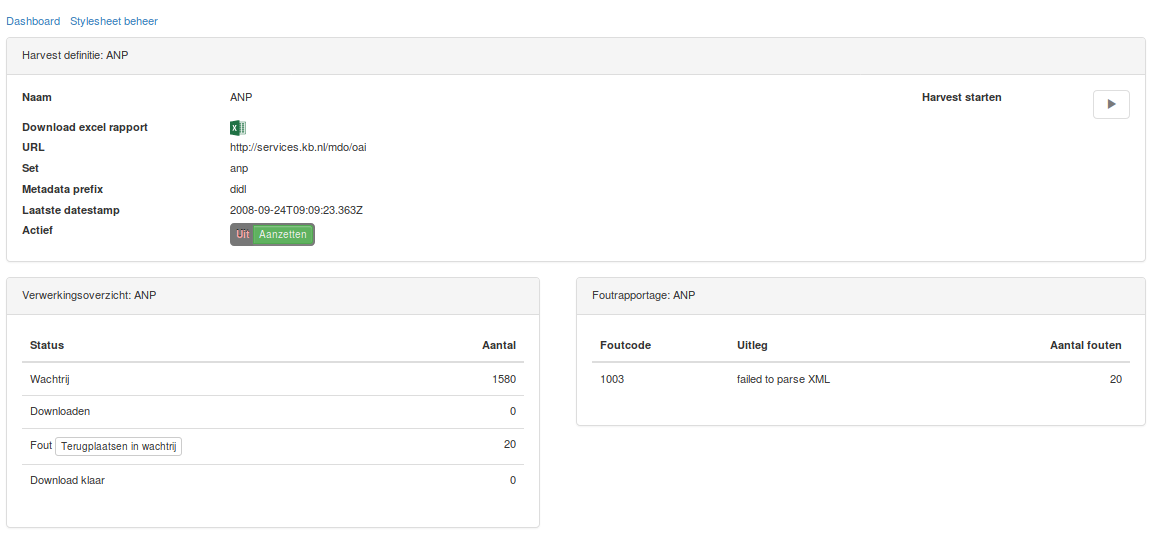 Dashboard Stylesheet beheer
Harvest definitie: ANP
Naam ANP Harvest starten
Download excel rapport
URL http://services.kb.nl/mdo/oai
Set anp
Metadata prefix didl
Laatste datestamp 2008-09-24T09:09:23.363Z
Actief Uit Aanzetten
Verwerkingsoverzicht: ANP
Status Aantal
Wachtrij 1580
Downloaden 0
Fout Terugplaatsen in wachtrij 20
Download klaar 0
Foutrapportage: ANP
Foutcode Uitleg Aantal fouten
1003 failed to parse XML 20